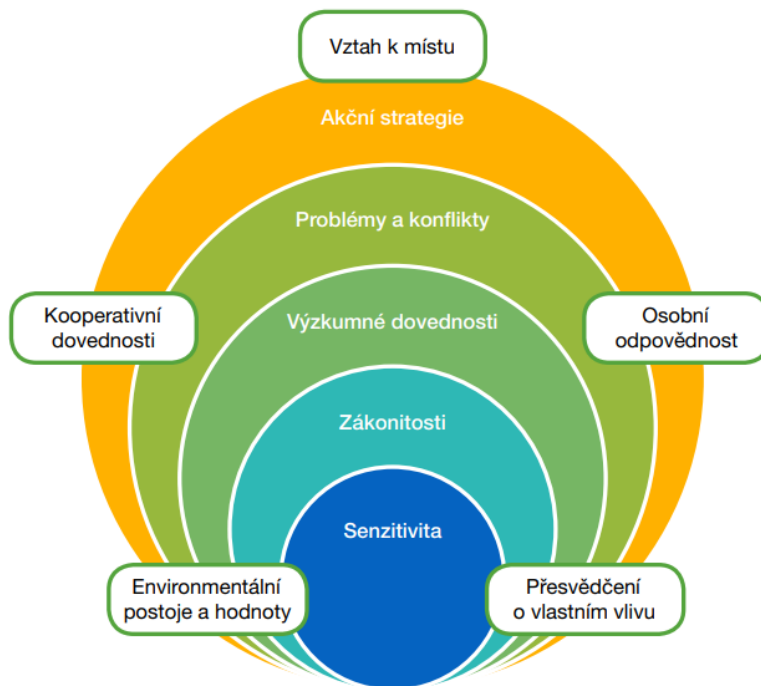 Vztah k místu
Akční strategie
Problémy a konflikty
Kooperativní
dovednosti
Výzkumné dovednosti
Osobní
odpovědnost
Zákonitosti
Senzitivita
Environmentální
postoje a hodnoty
Přesvědčení
o vlastním vlivu